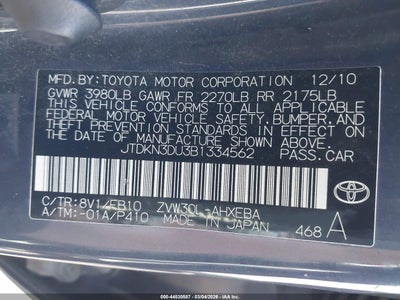 MFD. BY: TOYOTA MOTOR CORPORATION 12/10
GVWR 3980LB GAWR FR 2270LB RR 2175LB
THIS VEHICLE CONFORMS TO ALL APPLICABLE
FEDERAL MOTOR VEHICLE SAFETY, BUMPER, AND
THEFT PREVENTION STANDARDS IN EFFECT ON
THE DATE OF MANUFACTURE SHOWN ABOVE.
JTDKN3DU3B1334562 PASS.CAR
C/TR:8V1/FB10 ZVW30L-AHXEBA
A/TM:-01A/P410 MADE IN JAPAN 468 A
TOYOTA
#44530587 03/04/2026 IAA